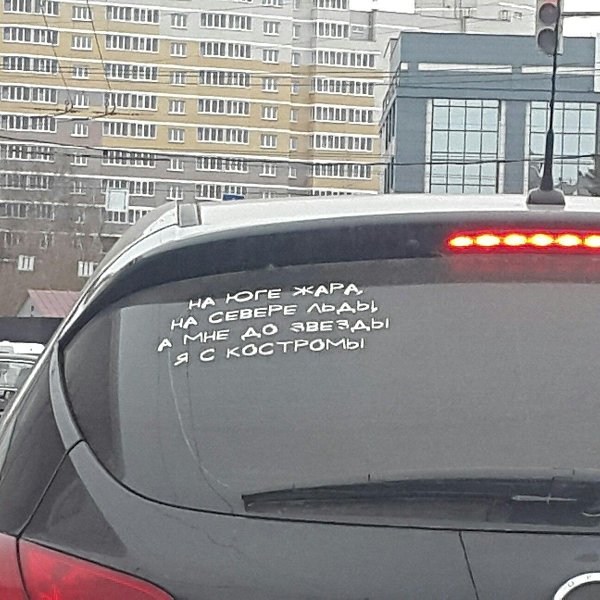 НА ЮГЕ ЖАРА,
НА СЕВЕРЕ ЛЬДЫ,
А МНЕ ДО ЗВЕЗДЫ
Я С КОСТРОМЫ